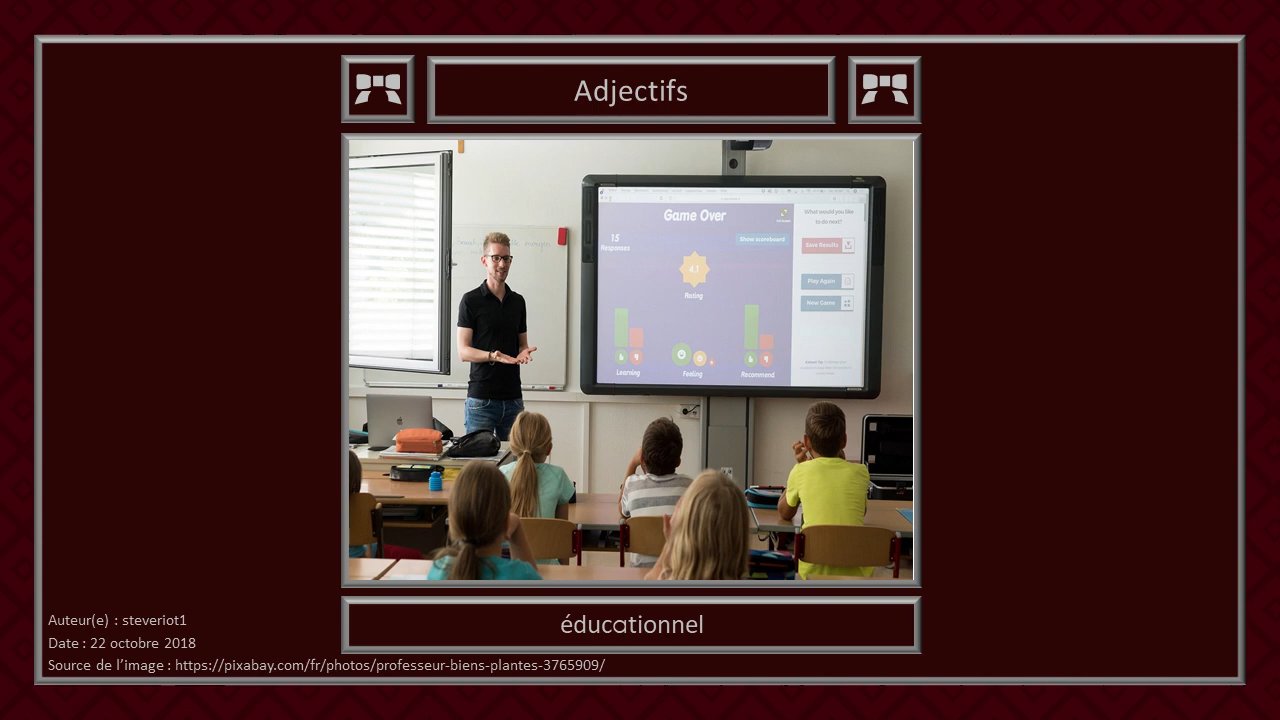 Adjectifs
Game Over
15
Responses
Show scoreboard
4.1
Rating
Learning
Feeling
Recommend
What would you like
to do next?
Save Results
Play Again
New Game
éducationnel
Auteur(e) : steveriot1
Date : 22 octobre 2018
Source de l’image : https://pixabay.com/fr/photos/professeur-biens-plantes-3765909/